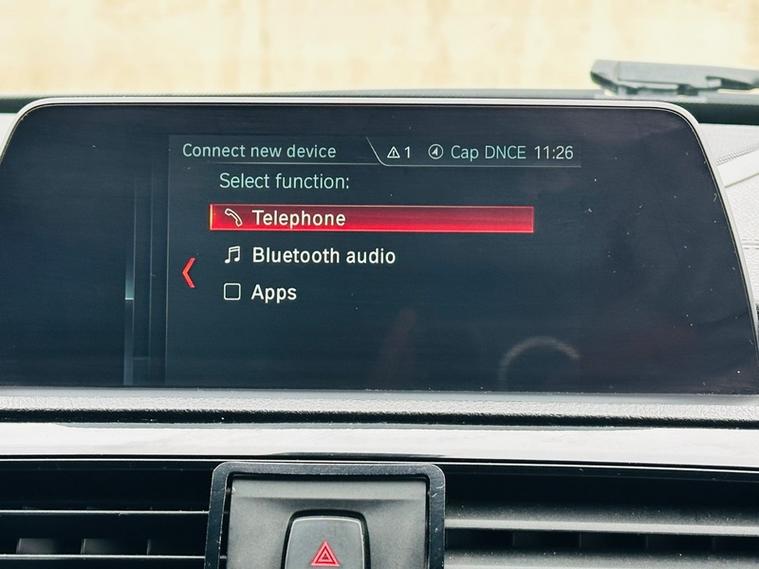 Connect new device
1
Cap DNCE 11:26
Select function:
Telephone
Bluetooth audio
Apps